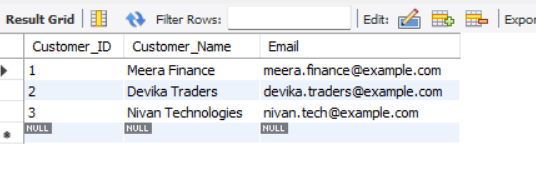 Result Grid Filter Rows: Edit: Expor
Customer_ID Customer_Name Email
1 Meera Finance meera.finance@example.com
2 Devika Traders devika.traders@example.com
3 Nivan Technologies nivan.tech@example.com
NULL NULL NULL